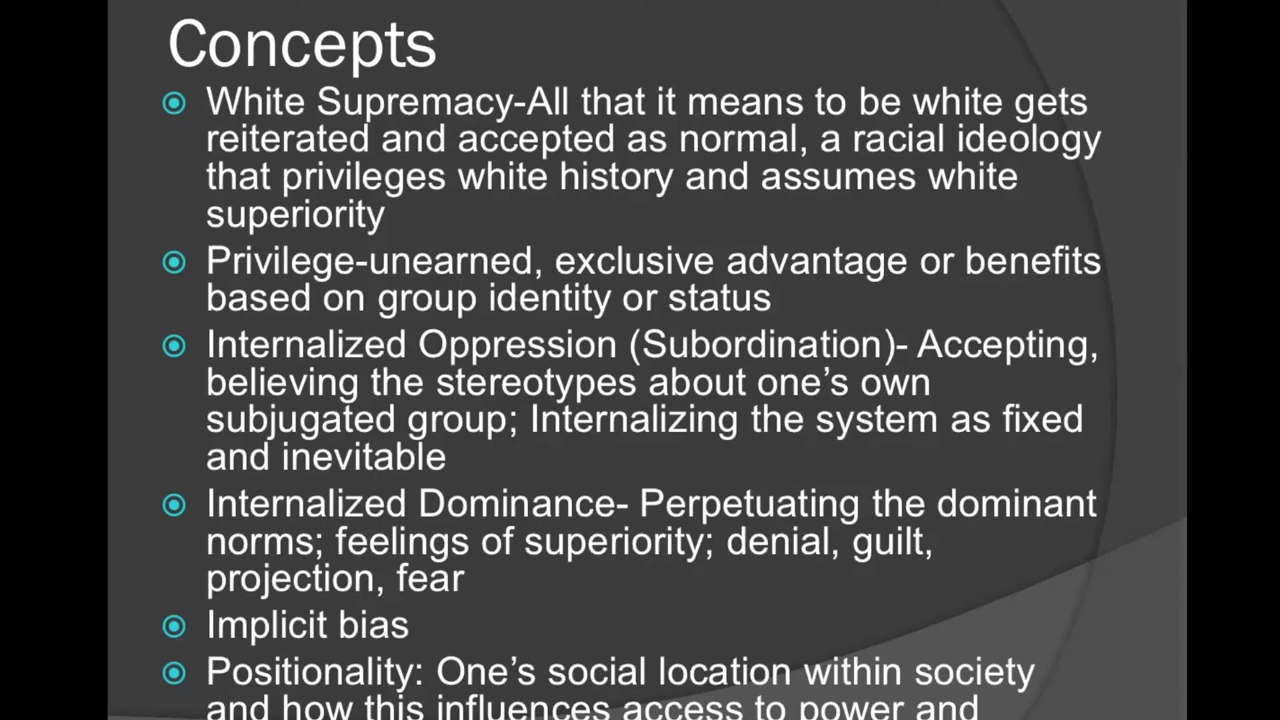 Concepts
White Supremacy-All that it means to be white gets
reiterated and accepted as normal, a racial ideology
that privileges white history and assumes white
superiority
Privilege-unearned, exclusive advantage or benefits
based on group identity or status
Internalized Oppression (Subordination)- Accepting,
believing the stereotypes about one’s own
subjugated group; Internalizing the system as fixed
and inevitable
Internalized Dominance- Perpetuating the dominant
norms; feelings of superiority; denial, guilt,
projection, fear
Implicit bias
Positionality: One’s social location within society
and how this influences access to power and